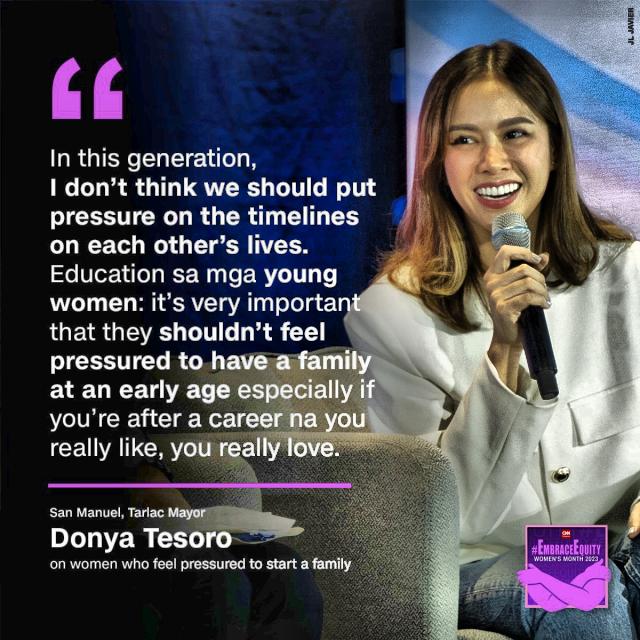 JL JAVIER
“
In this generation,
I don’t think we should put
pressure on the timelines
on each other’s lives.
Education sa mga young
women: it’s very important
that they shouldn’t feel
pressured to have a family
at an early age especially if
you’re after a career na you
really like, you really love.
San Manuel, Tarlac Mayor
Donya Tesoro
on women who feel pressured to start a family
CNN
#EMBRACEEQUITY
WOMEN'S MONTH 2023